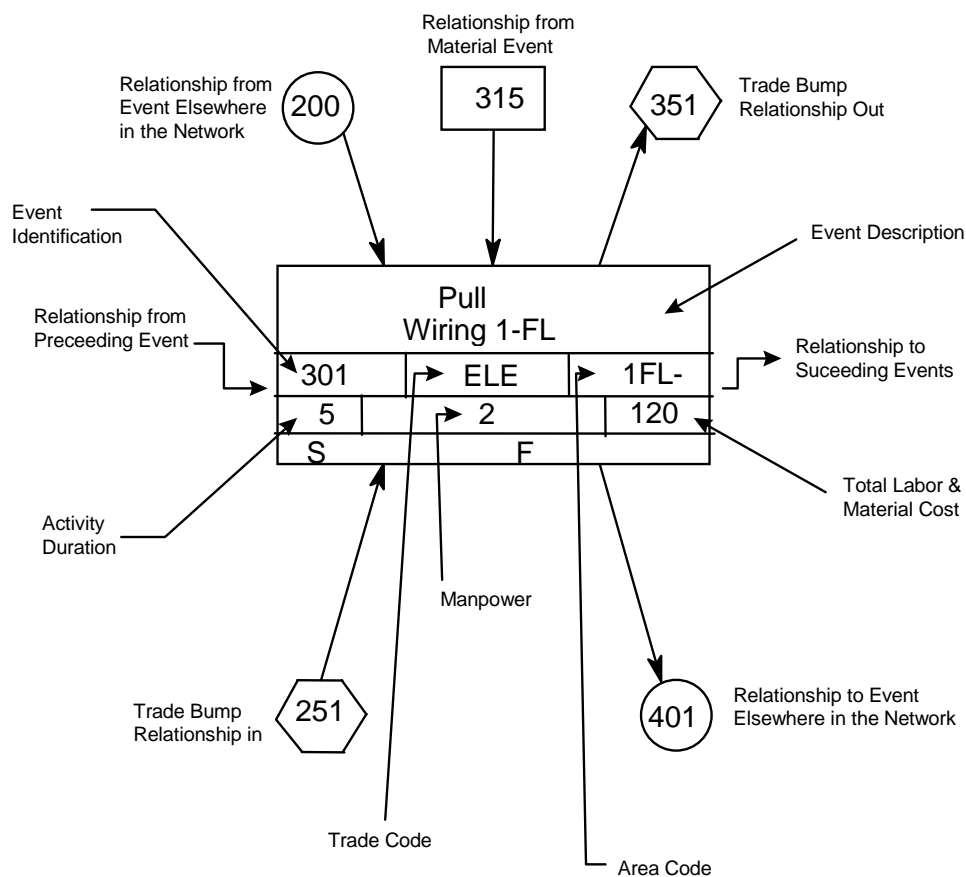 Relationship from
Material Event
Relationship from
Event Elsewhere
in the Network
200
315
351
Trade Bump
Relationship Out
Event
Identification
Event Description
Pull
Wiring 1-FL
Relationship from
Preceeding Event
301
ELE
1FL-
Relationship to
Suceeding Events
5
2
120
S
F
Activity
Duration
Total Labor &
Material Cost
Manpower
Trade Bump
Relationship in
251
401
Relationship to Event
Elsewhere in the Network
Trade Code
Area Code